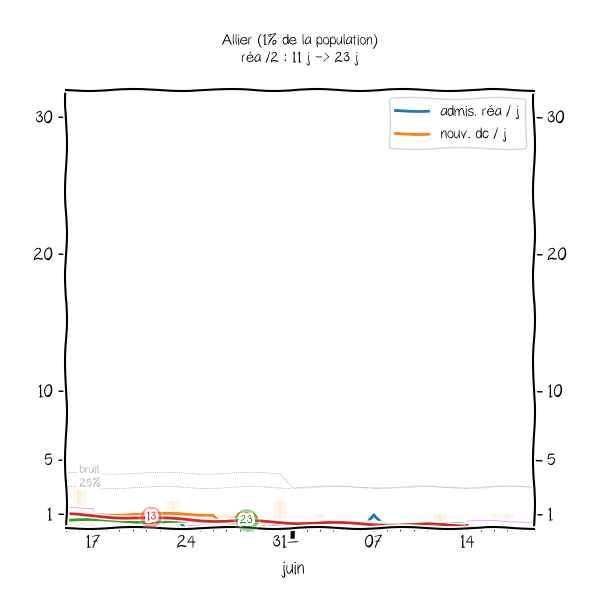 Allier (1% de la population)
réa /2 : 11 j -> 23 j
admis. réa / j
nouv. dc / j
30 30
20 20
10 10
5 5
bruit
25%
1 13 23 1
17 24 31 07 14
juin